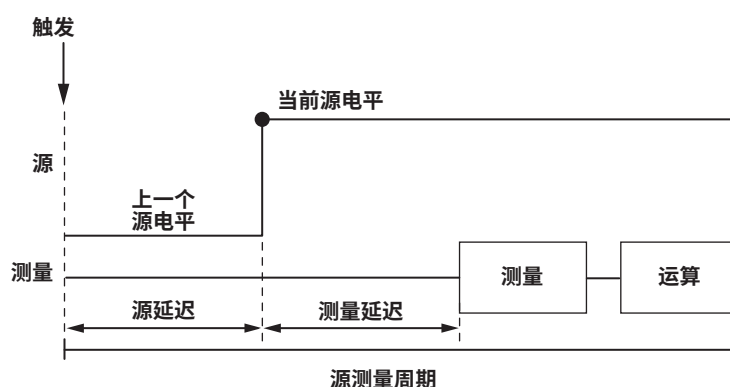 触发
当前源电平
源
上一个
源电平
测量
测量
运算
源延迟
测量延迟
源测量周期